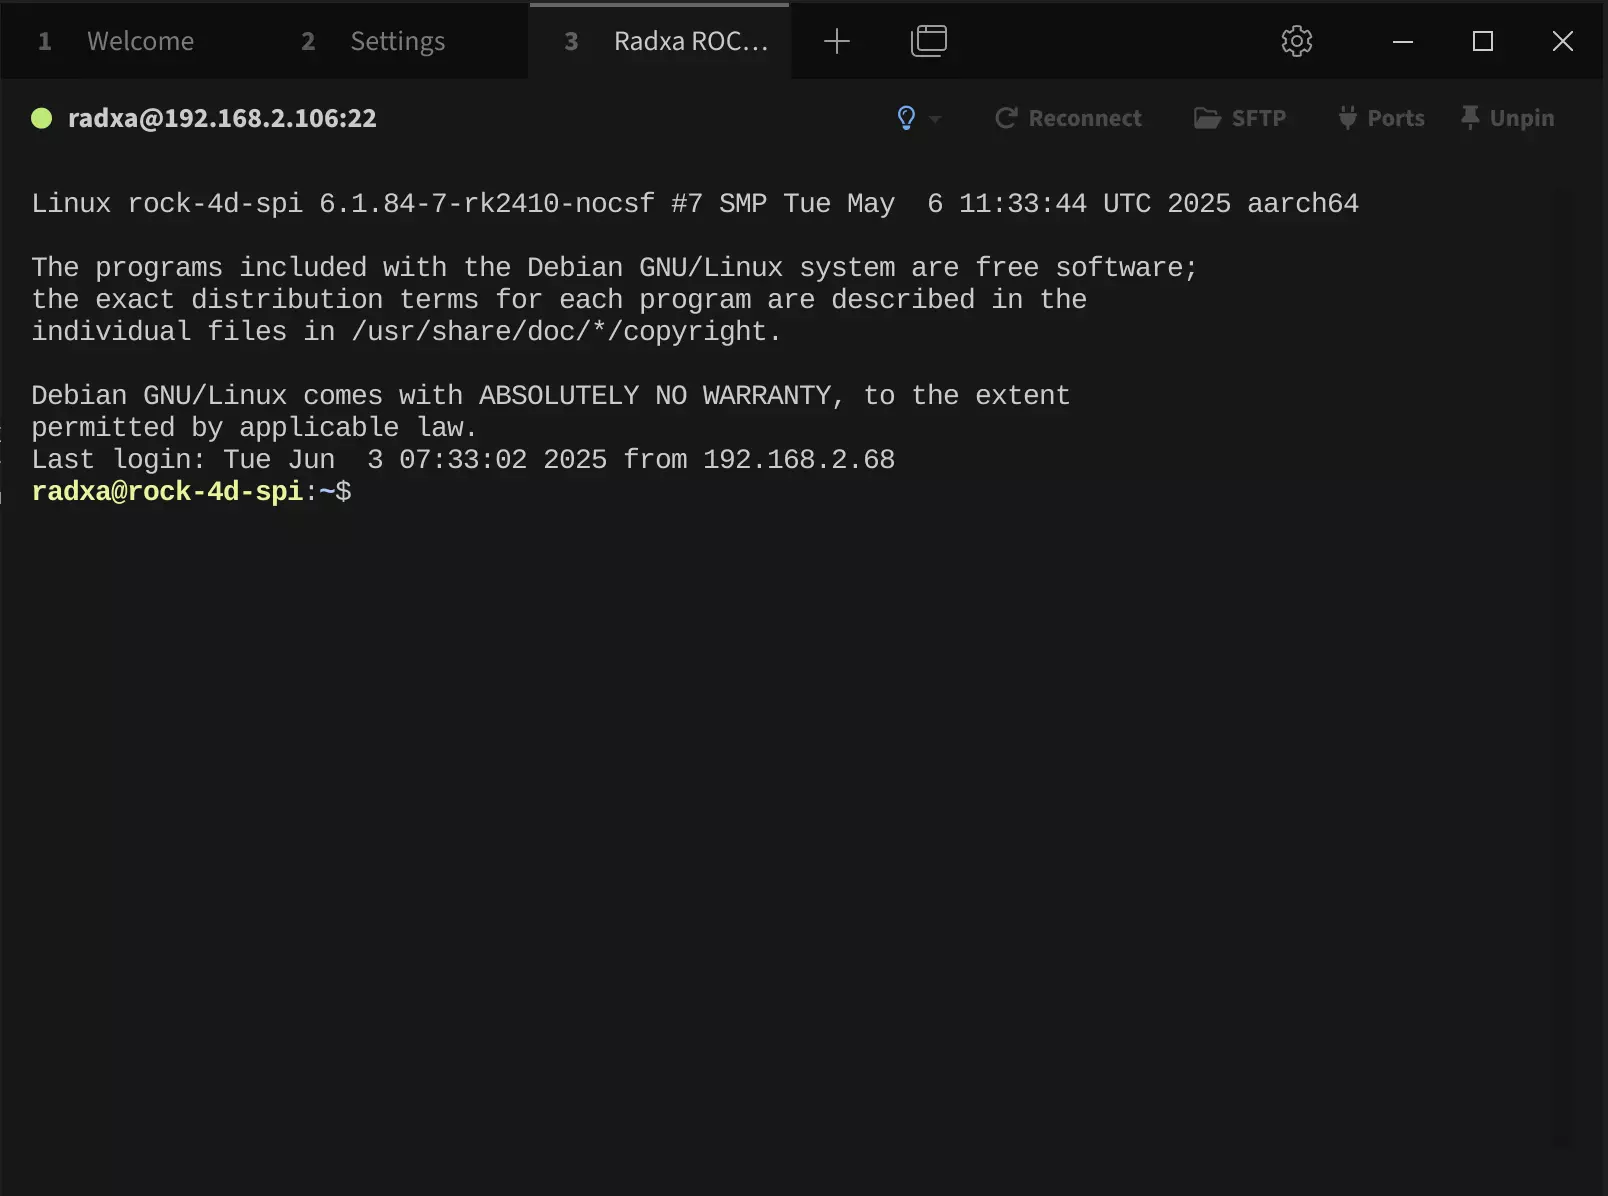 1 Welcome 2 Settings 3 Radxa ROC…
radxa@192.168.2.106:22 Reconnect SFTP Ports Unpin
Linux rock-4d-spi 6.1.84-7-rk2410-nocsf #7 SMP Tue May  6 11:33:44 UTC 2025 aarch64
The programs included with the Debian GNU/Linux system are free software;
the exact distribution terms for each program are described in the
individual files in /usr/share/doc/*/copyright.
Debian GNU/Linux comes with ABSOLUTELY NO WARRANTY, to the extent
permitted by applicable law.
Last login: Tue Jun  3 07:33:02 2025 from 192.168.2.68
radxa@rock-4d-spi:~$